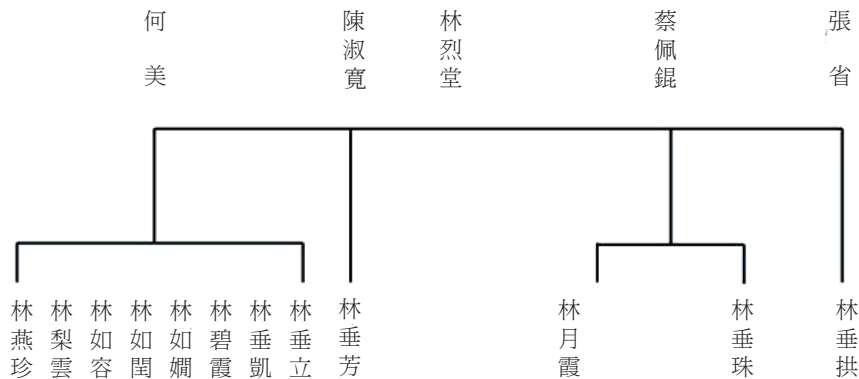 何美
陳淑寬
林烈堂
蔡佩錕
張省
林燕珍
林梨雲
林如容
林如閏
林如嫺
林碧霞
林垂凱
林垂立
林垂芳
林月霞
林垂珠
林垂拱